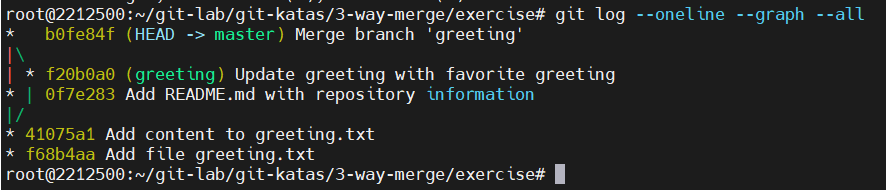 root@2212500:~/git-lab/git-katas/3-way-merge/exercise# git log --oneline --graph --all
*   b0fe84f (HEAD -> master) Merge branch 'greeting'
|\
| * f20b0a0 (greeting) Update greeting with favorite greeting
* | 0f7e283 Add README.md with repository information
|/
* 41075a1 Add content to greeting.txt
* f68b4aa Add file greeting.txt
root@2212500:~/git-lab/git-katas/3-way-merge/exercise#